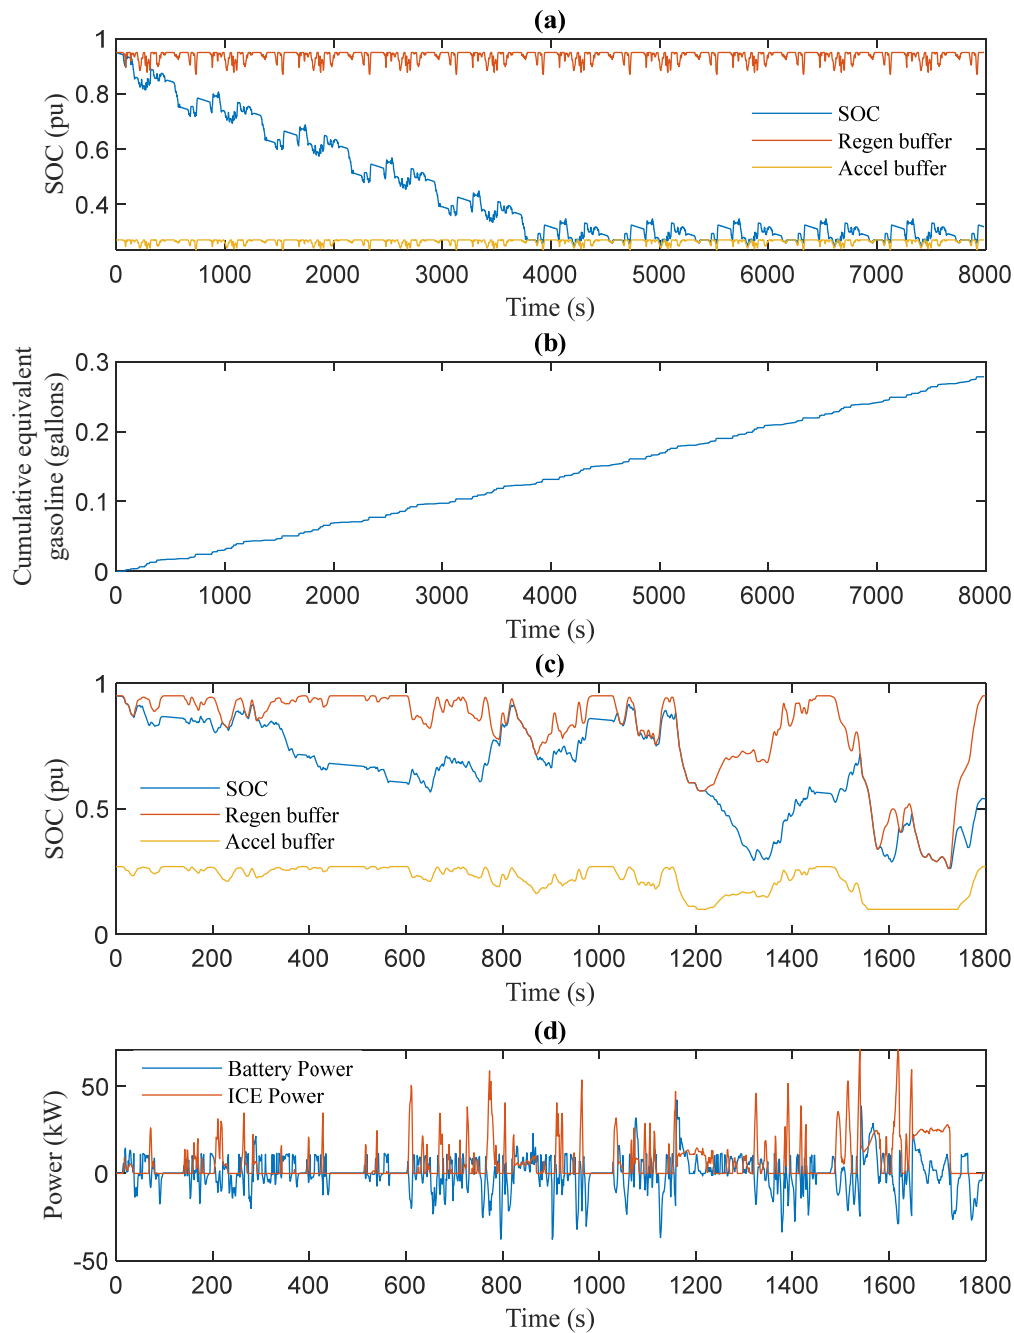 (a)
1
0.8
0.6
0.4
SOC (pu)
SOC
Regen buffer
Accel buffer
0 1000 2000 3000 4000 5000 6000 7000 8000
Time (s)
(b)
0.3
0.2
0.1
0
Cumulative equivalent
gasoline (gallons)
0 1000 2000 3000 4000 5000 6000 7000 8000
Time (s)
(c)
1
0.5
0
SOC (pu)
SOC
Regen buffer
Accel buffer
0 200 400 600 800 1000 1200 1400 1600 1800
Time (s)
(d)
50
0
-50
Power (kW)
Battery Power
ICE Power
0 200 400 600 800 1000 1200 1400 1600 1800
Time (s)